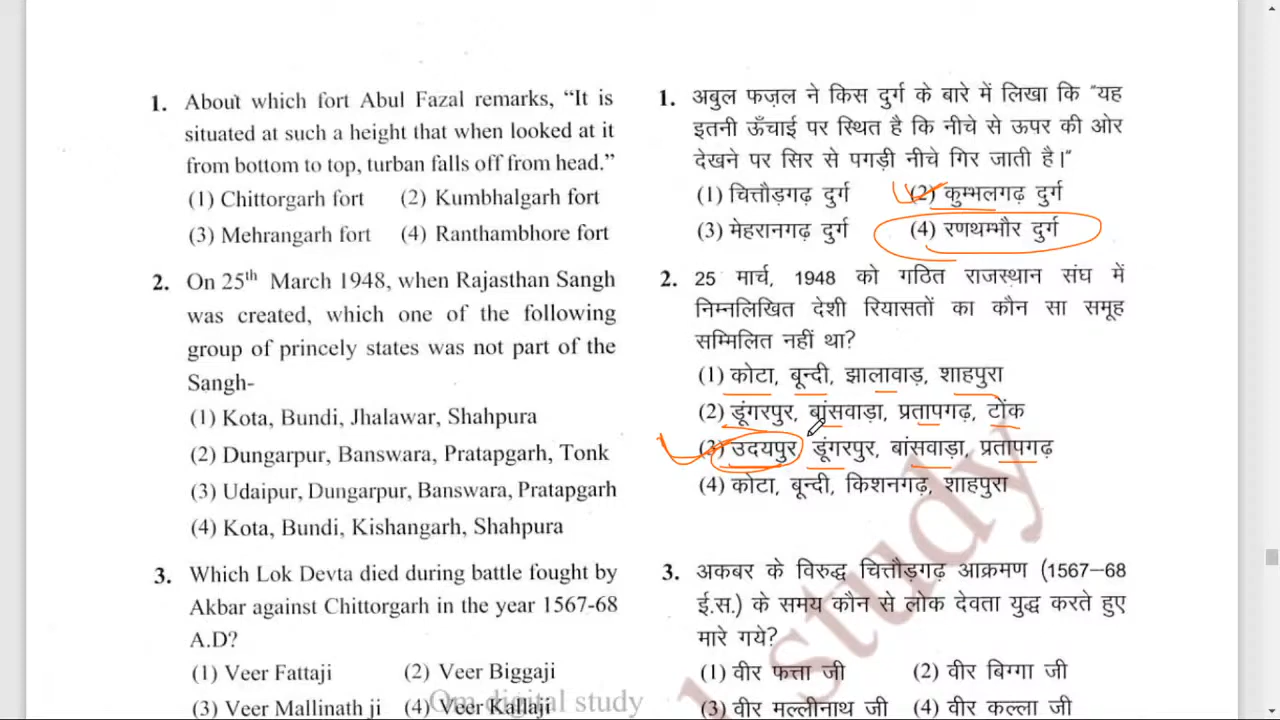 1. About which fort Abul Fazal remarks, “It is
situated at such a height that when looked at it
from bottom to top, turban falls off from head.”
(1) Chittorgarh fort (2) Kumbhalgarh fort
(3) Mehrangarh fort (4) Ranthambhore fort
2. On 25th March 1948, when Rajasthan Sangh
was created, which one of the following
group of princely states was not part of the
Sangh-
(1) Kota, Bundi, Jhalawar, Shahpura
(2) Dungarpur, Banswara, Pratapgarh, Tonk
(3) Udaipur, Dungarpur, Banswara, Pratapgarh
(4) Kota, Bundi, Kishangarh, Shahpura
3. Which Lok Devta died during battle fought by
Akbar against Chittorgarh in the year 1567-68
A.D?
(1) Veer Fattaji (2) Veer Biggaji
(3) Veer Mallinath ji (4) Veer Kallaji
1. अबुल फज़ल ने किस दुर्ग के बारे में लिखा कि “यह
इतनी ऊँचाई पर स्थित है कि नीचे से ऊपर की ओर
देखने पर सिर से पगड़ी नीचे गिर जाती है।”
(1) चित्तौड़गढ़ दुर्ग (2) कुम्भलगढ़ दुर्ग
(3) मेहरानगढ़ दुर्ग (4) रणथम्भौर दुर्ग
2. 25 मार्च, 1948 को गठित राजस्थान संघ में
निम्नलिखित देशी रियासतों का कौन सा समूह
सम्मिलित नहीं था?
(1) कोटा, बून्दी, झालावाड़, शाहपुरा
(2) डूंगरपुर, बांसवाड़ा, प्रतापगढ़, टोंक
(3) उदयपुर, डूंगरपुर, बांसवाड़ा, प्रतापगढ़
(4) कोटा, बून्दी, किशनगढ़, शाहपुरा
3. अकबर के विरुद्ध चित्तौड़गढ़ आक्रमण (1567–68
ई.स.) के समय कौन से लोक देवता युद्ध करते हुए
मारे गये?
(1) वीर फत्ता जी (2) वीर बिग्गा जी
(3) वीर मल्लीनाथ जी (4) वीर कल्ला जी
Om digital study
study